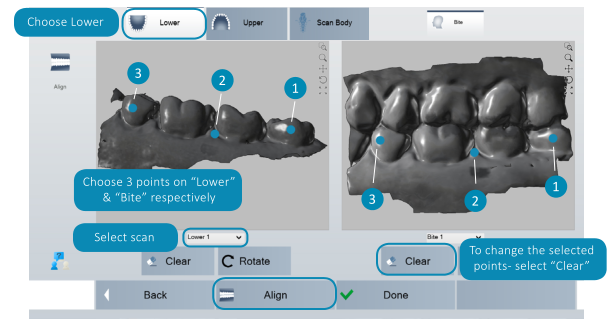 Choose Lower
Lower
Upper
Scan Body
Bite
Align
3
2
1
3
2
1
Choose 3 points on "Lower"
& "Bite" respectively
Select scan
Lower 1
Bite 1
Clear
Rotate
Clear
To change the selected
points- select "Clear"
Back
Align
Done